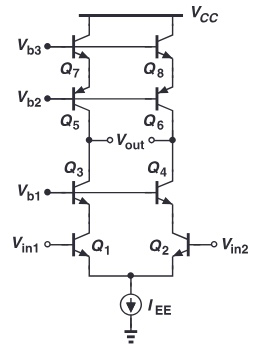 V_CC
V_b3
Q_7 Q_8
V_b2
Q_5 V_out Q_6
Q_3 Q_4
V_b1
V_in1 Q_1 Q_2 V_in2
I_EE